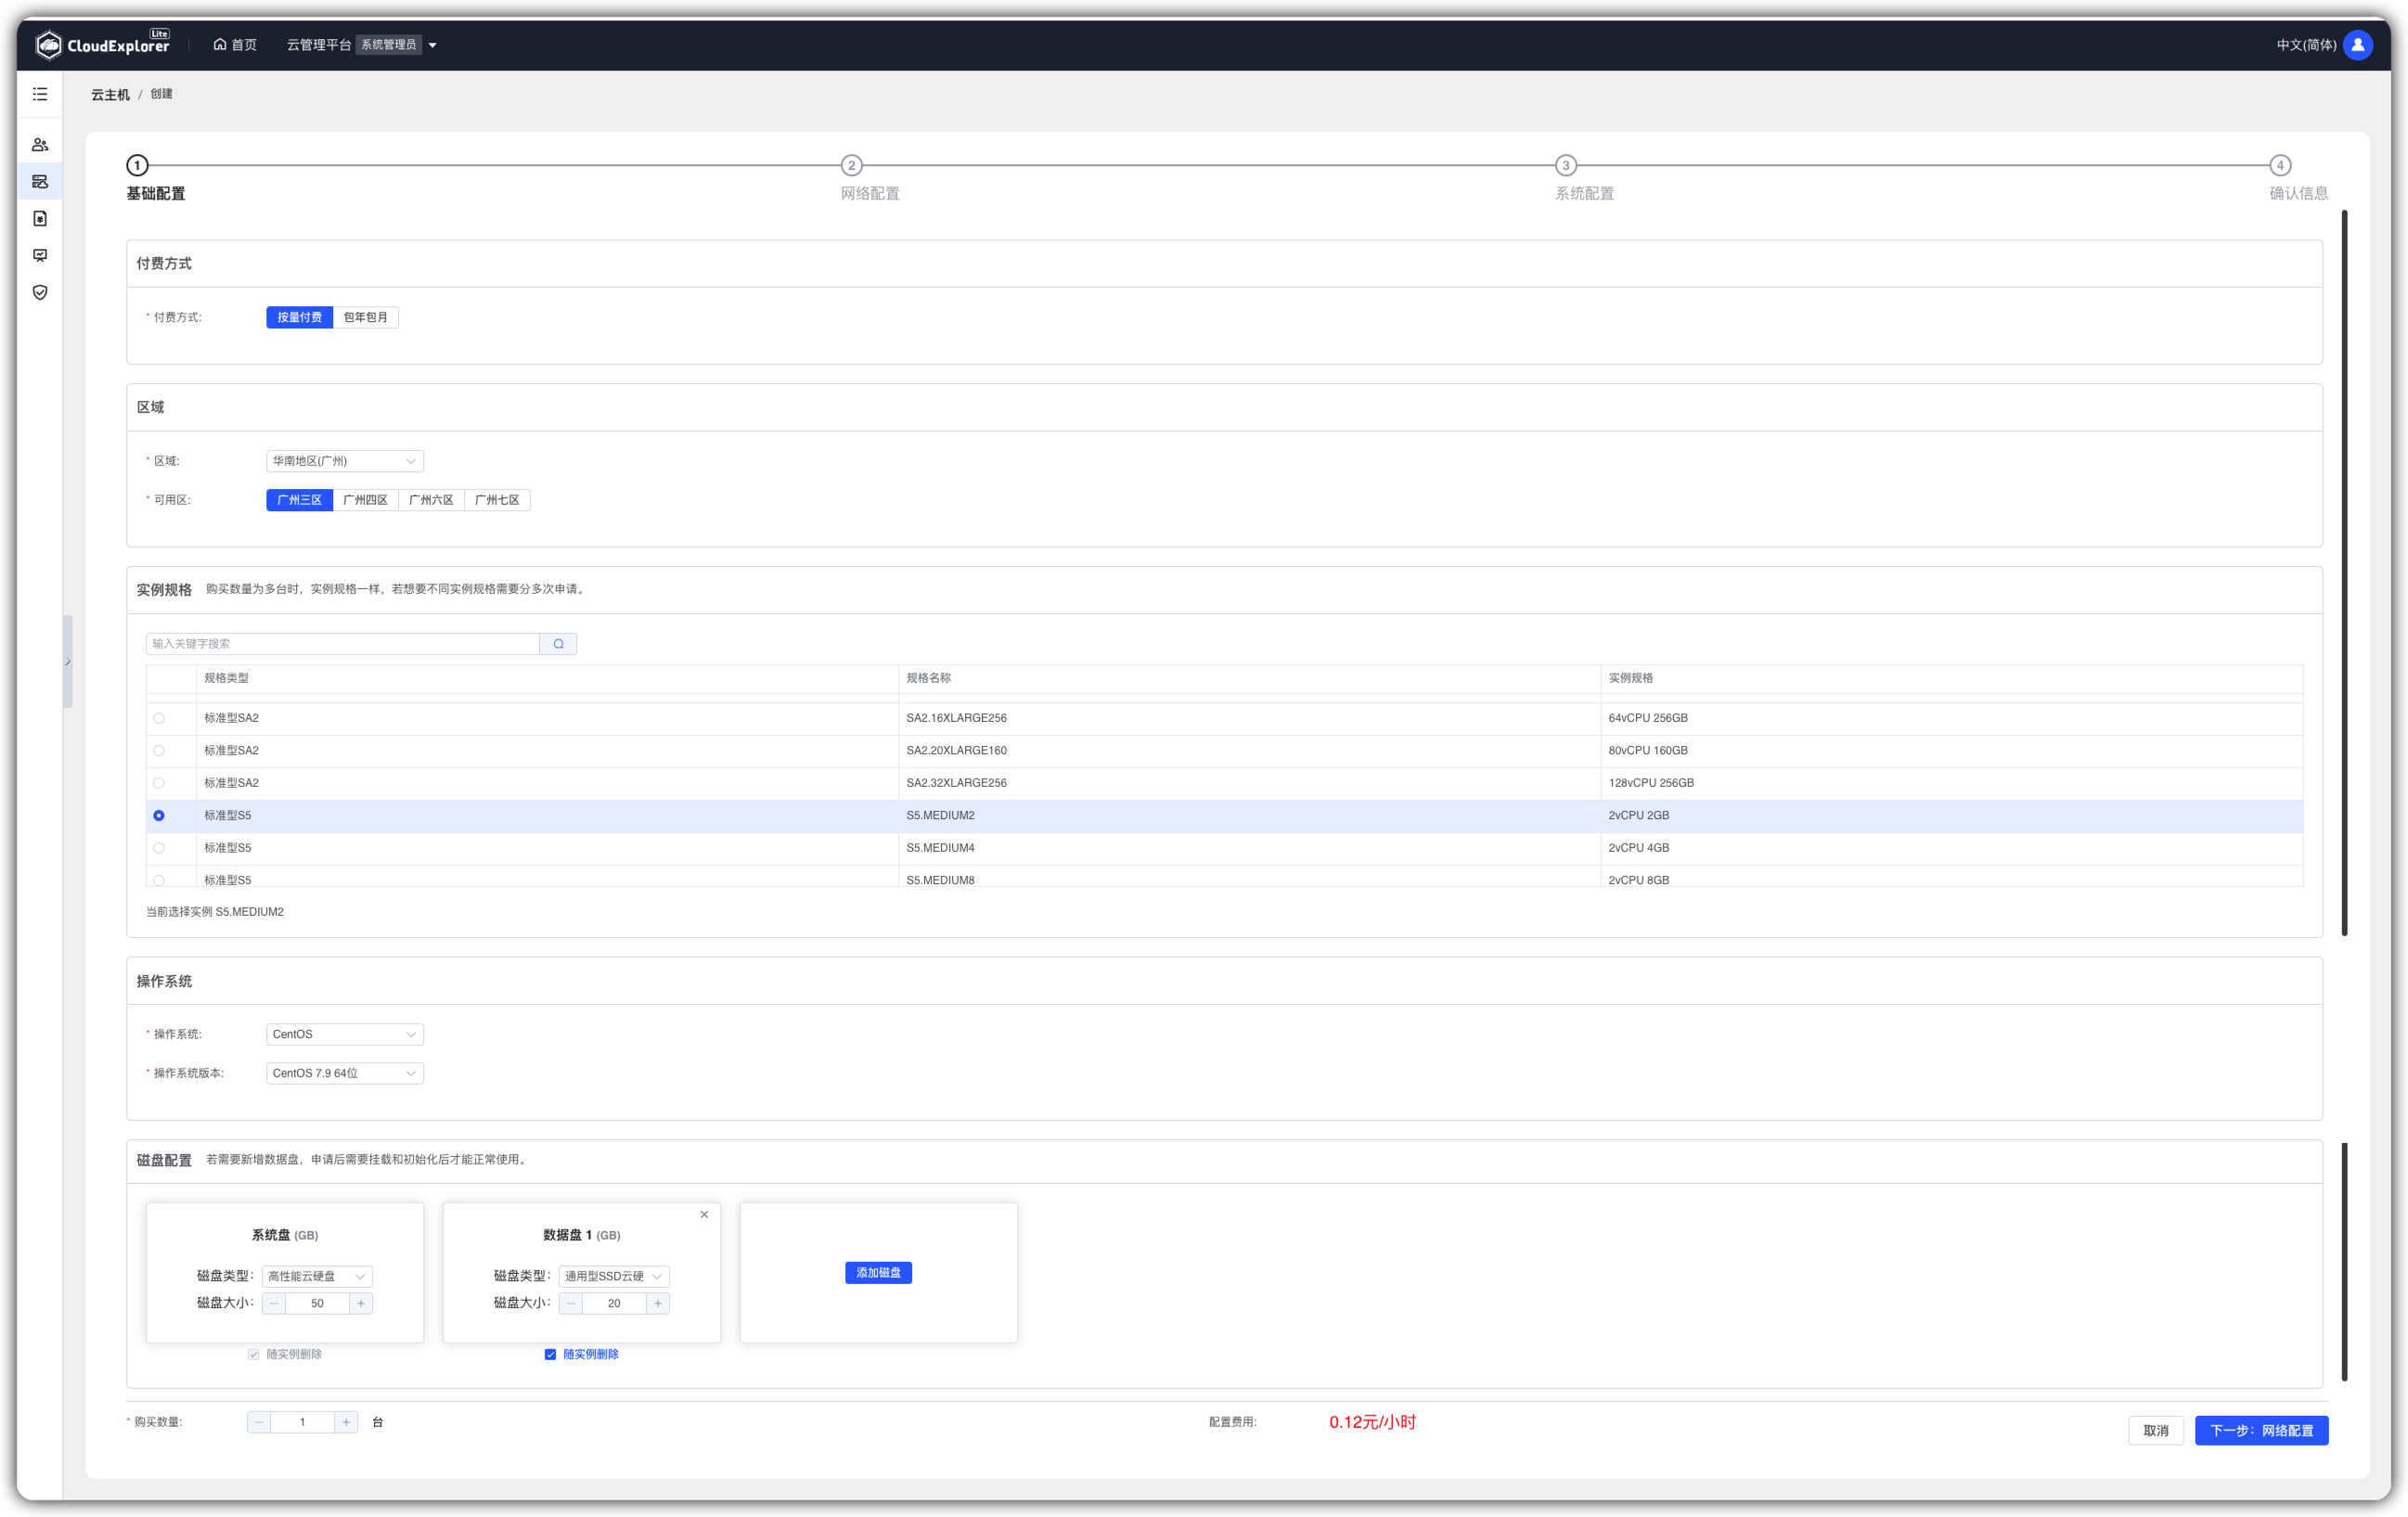 CloudExplorer Lite 首页 云管理平台 系统管理员 中文(简体)
云主机 / 创建
1 2 3 4
基础配置 网络配置 系统配置 确认信息
付费方式
* 付费方式: 按量付费 包年包月
区域
* 区域: 华南地区(广州)
* 可用区: 广州三区 广州四区 广州六区 广州七区
实例规格 购买数量为多台时，实例规格一样，若想要不同实例规格需要分多次申请。
输入关键字搜索
规格类型 规格名称 实例规格
标准型SA2 SA2.16XLARGE256 64vCPU 256GB
标准型SA2 SA2.20XLARGE160 80vCPU 160GB
标准型SA2 SA2.32XLARGE256 128vCPU 256GB
标准型S5 S5.MEDIUM2 2vCPU 2GB
标准型S5 S5.MEDIUM4 2vCPU 4GB
标准型S5 S5.MEDIUM8 2vCPU 8GB
当前选择实例 S5.MEDIUM2
操作系统
* 操作系统: CentOS
* 操作系统版本: CentOS 7.9 64位
磁盘配置 若需要新增数据盘，申请后需要挂载和初始化后才能正常使用。
系统盘 (GB) 数据盘 1 (GB)
磁盘类型: 高性能云硬盘 磁盘类型: 通用型SSD云硬 添加磁盘
磁盘大小: 50 磁盘大小: 20
随实例删除 随实例删除
* 购买数量: 1 台 配置费用: 0.12元/小时 取消 下一步：网络配置